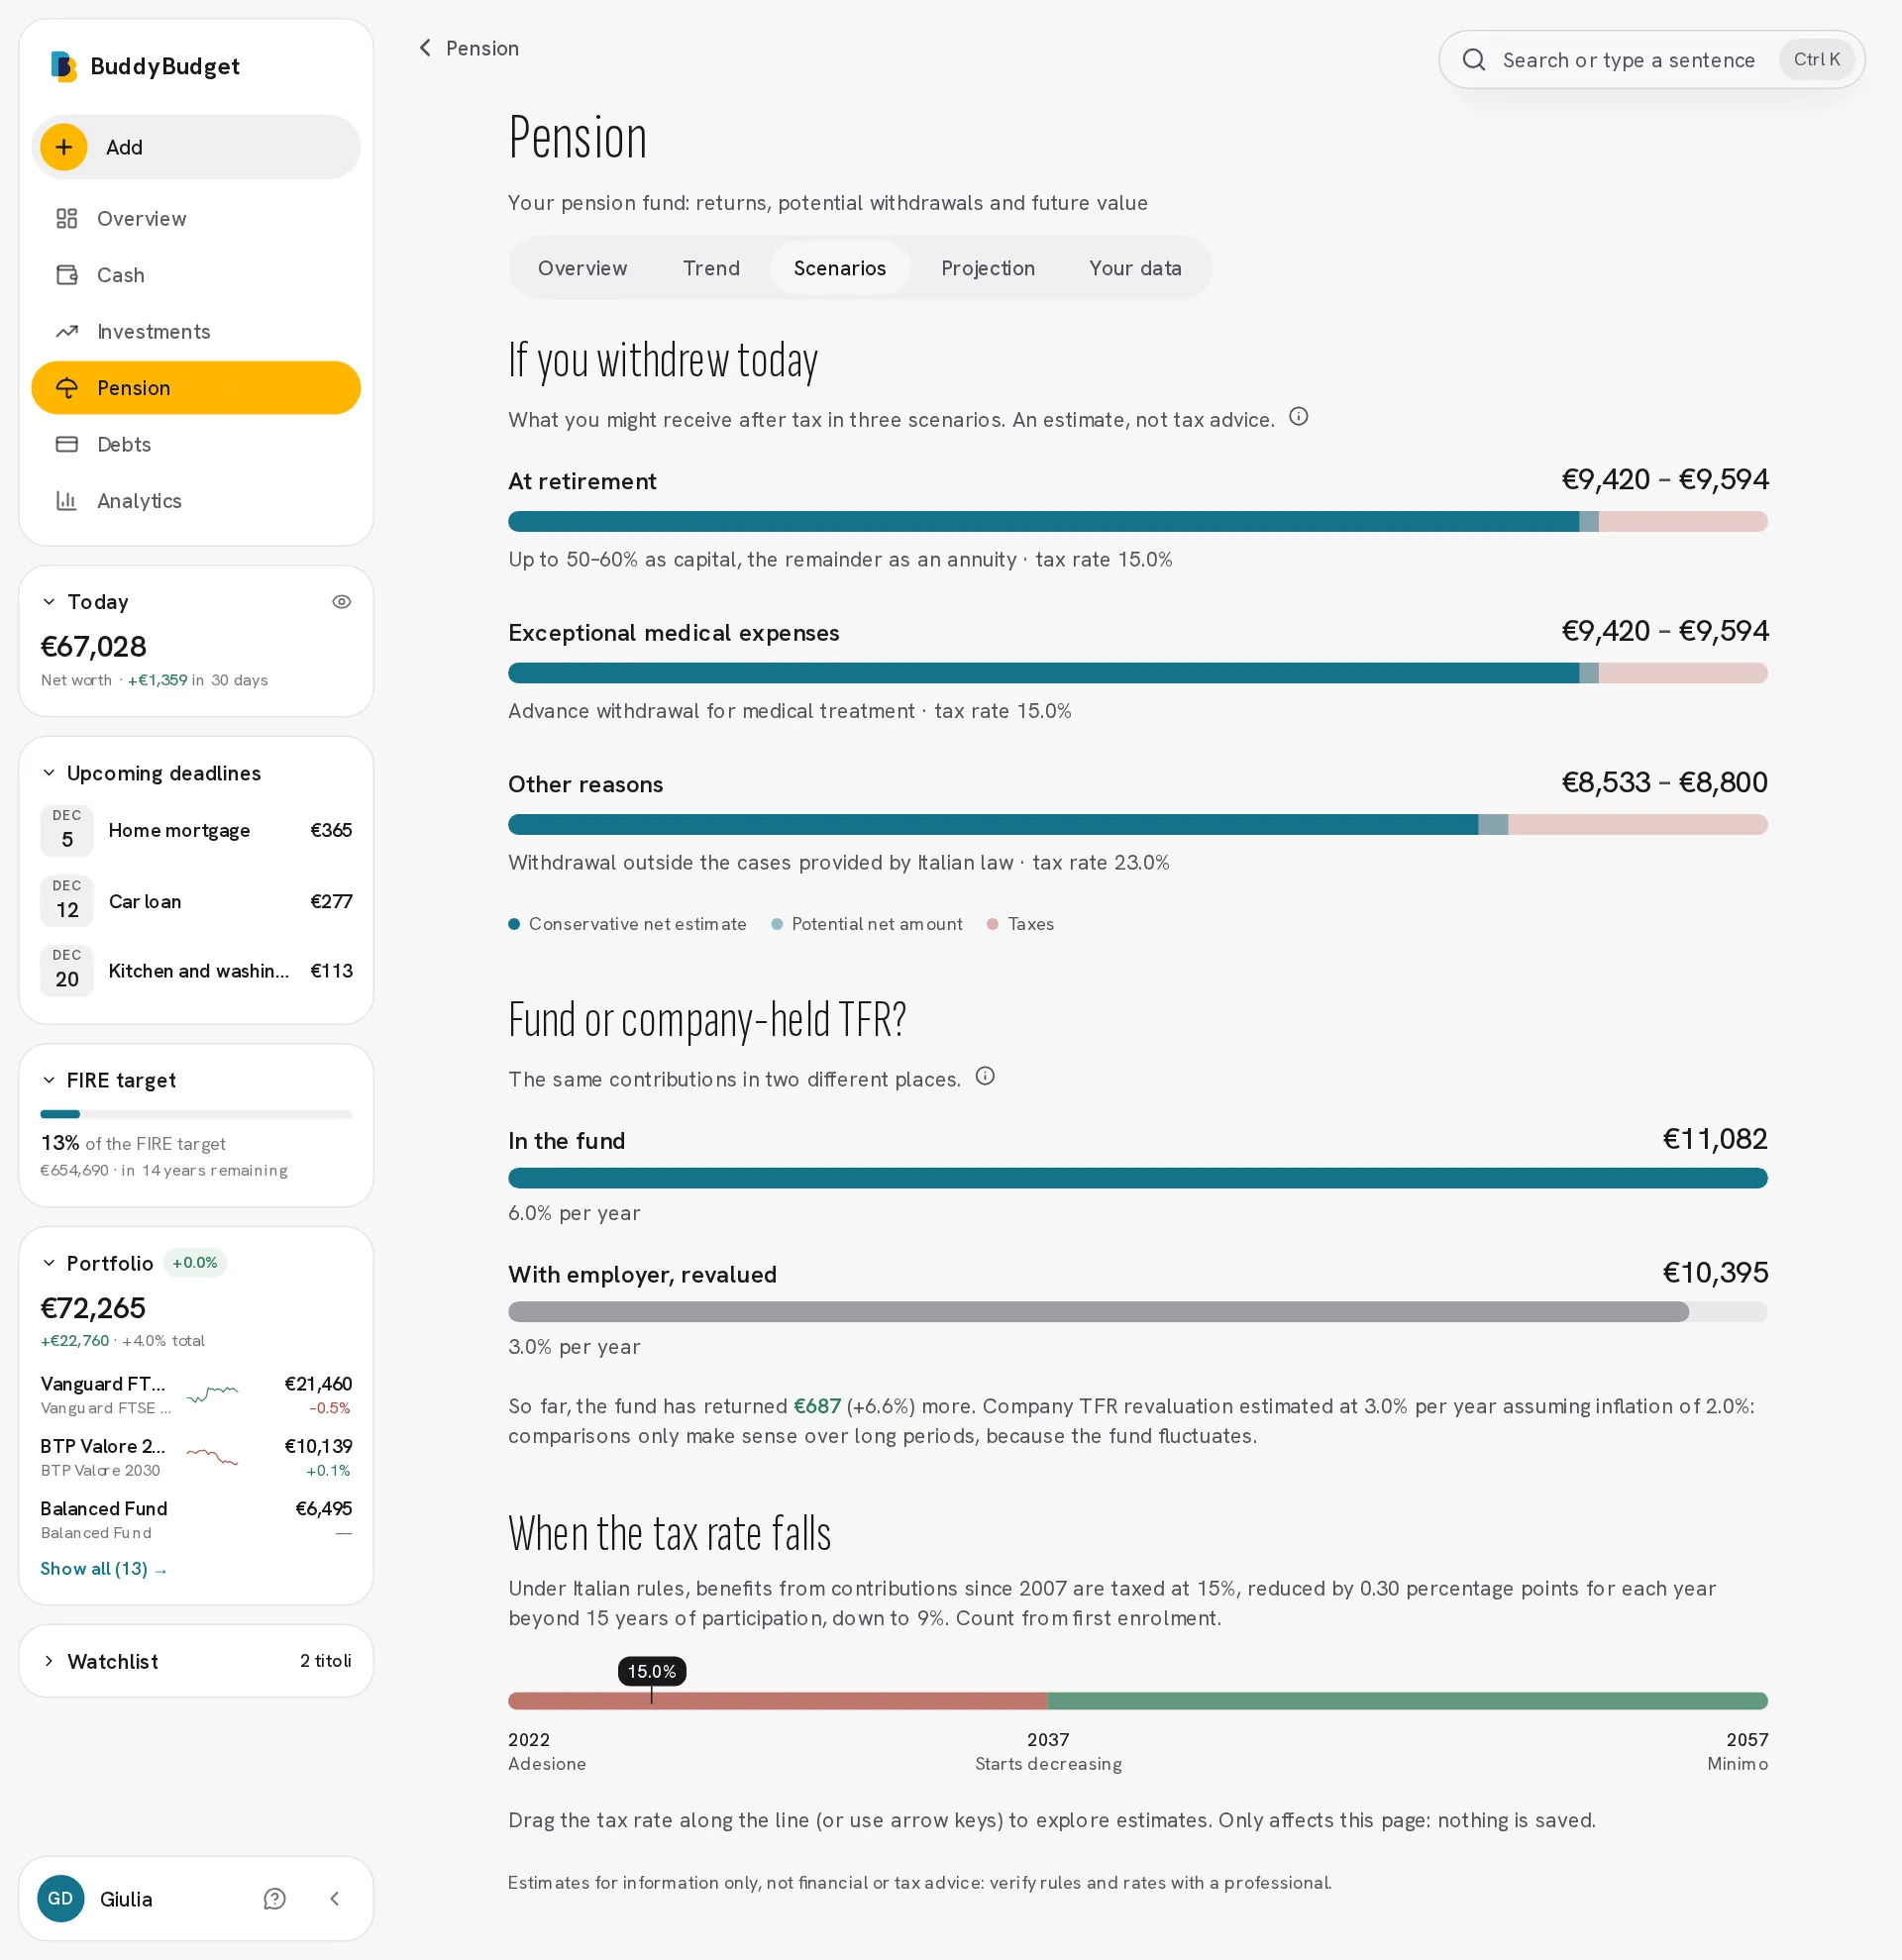 BuddyBudget
Add
Overview
Cash
Investments
Pension
Debts
Analytics
Today
€67,028
Net worth · +€1,359 in 30 days
Upcoming deadlines
DEC
5
Home mortgage
€365
DEC
12
Car loan
€277
DEC
20
Kitchen and washin...
€113
FIRE target
13% of the FIRE target
€654,690 · in 14 years remaining
Portfolio
+0.0%
€72,265
+€22,760 · +4.0% total
Vanguard FT...
€21,460
Vanguard FTSE ...
-0.5%
BTP Valore 2...
€10,139
BTP Valore 2030
+0.1%
Balanced Fund
€6,495
Balanced Fund
—
Show all (13) →
Watchlist
2 titoli
GD
Giulia
Pension
Search or type a sentence
Ctrl K
Pension
Your pension fund: returns, potential withdrawals and future value
Overview
Trend
Scenarios
Projection
Your data
If you withdrew today
What you might receive after tax in three scenarios. An estimate, not tax advice.
At retirement
€9,420 – €9,594
Up to 50–60% as capital, the remainder as an annuity · tax rate 15.0%
Exceptional medical expenses
€9,420 – €9,594
Advance withdrawal for medical treatment · tax rate 15.0%
Other reasons
€8,533 – €8,800
Withdrawal outside the cases provided by Italian law · tax rate 23.0%
Conservative net estimate
Potential net amount
Taxes
Fund or company-held TFR?
The same contributions in two different places.
In the fund
€11,082
6.0% per year
With employer, revalued
€10,395
3.0% per year
So far, the fund has returned €687 (+6.6%) more. Company TFR revaluation estimated at 3.0% per year assuming inflation of 2.0%:
comparisons only make sense over long periods, because the fund fluctuates.
When the tax rate falls
Under Italian rules, benefits from contributions since 2007 are taxed at 15%, reduced by 0.30 percentage points for each year
beyond 15 years of participation, down to 9%. Count from first enrolment.
15.0%
2022
Adesione
2037
Starts decreasing
2057
Minimo
Drag the tax rate along the line (or use arrow keys) to explore estimates. Only affects this page: nothing is saved.
Estimates for information only, not financial or tax advice: verify rules and rates with a professional.